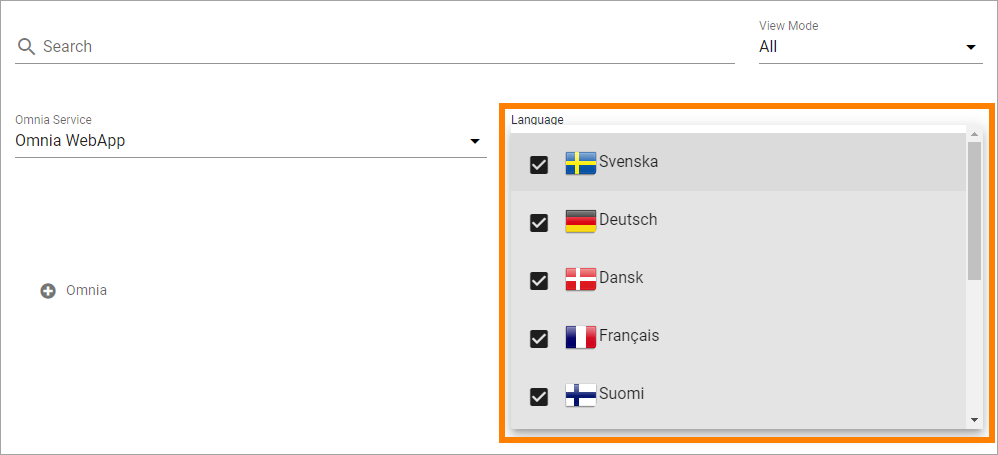 Search
View Mode
All
Omnia Service
Omnia WebApp
Language
Svenska
Deutsch
Dansk
Français
Suomi
Omnia